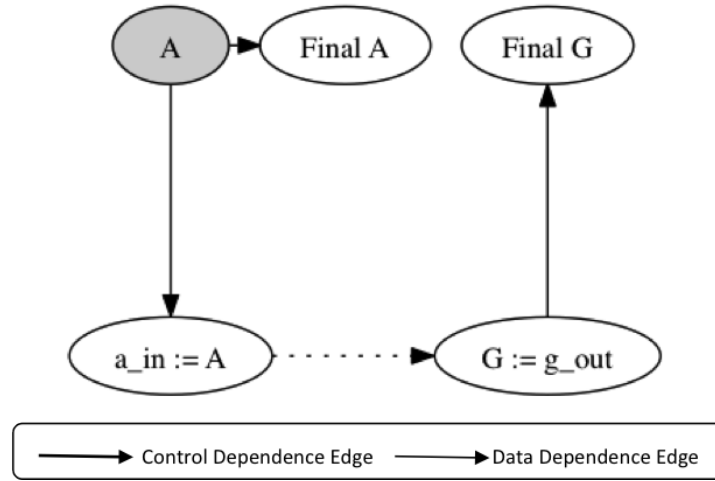 A
Final A
Final G
a_in := A
G := g_out
Control Dependence Edge
Data Dependence Edge